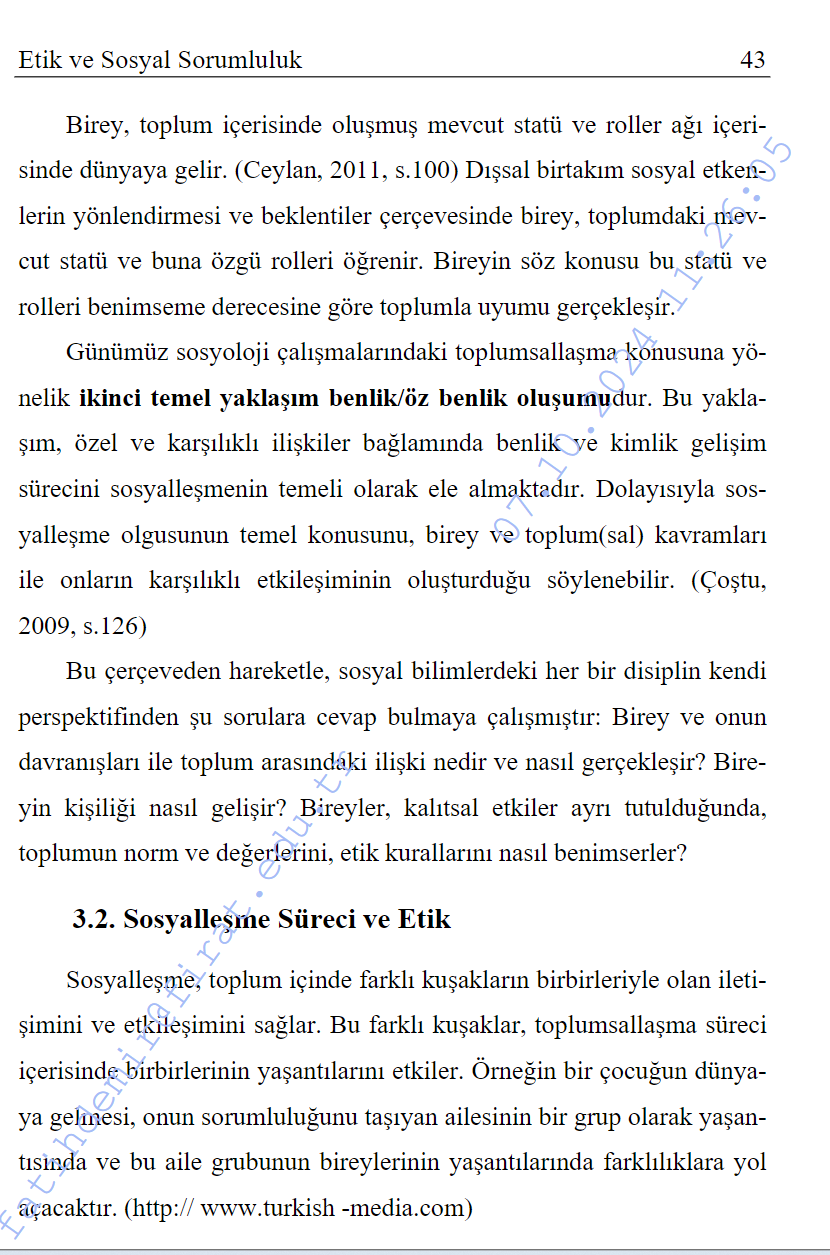 Etik ve Sosyal Sorumluluk 43
Birey, toplum içerisinde oluşmuş mevcut statü ve roller ağı içeri-
sinde dünyaya gelir. (Ceylan, 2011, s.100) Dışsal birtakım sosyal etken-
lerin yönlendirmesi ve beklentiler çerçevesinde birey, toplumdaki mev-
cut statü ve buna özgü rolleri öğrenir. Bireyin söz konusu bu statü ve
rolleri benimseme derecesine göre toplumla uyumu gerçekleşir.
Günümüz sosyoloji çalışmalarındaki toplumsallaşma konusuna yö-
nelik ikinci temel yaklaşım benlik/öz benlik oluşumudur. Bu yakla-
şım, özel ve karşılıklı ilişkiler bağlamında benlik ve kimlik gelişim
sürecini sosyalleşmenin temeli olarak ele almaktadır. Dolayısıyla sos-
yalleşme olgusunun temel konusunu, birey ve toplum(sal) kavramları
ile onların karşılıklı etkileşiminin oluşturduğu söylenebilir. (Çoştu,
2009, s.126)
Bu çerçeveden hareketle, sosyal bilimlerdeki her bir disiplin kendi
perspektifinden şu sorulara cevap bulmaya çalışmıştır: Birey ve onun
davranışları ile toplum arasındaki ilişki nedir ve nasıl gerçekleşir? Bire-
yin kişiliği nasıl gelişir? Bireyler, kalıtsal etkiler ayrı tutulduğunda,
toplumun norm ve değerlerini, etik kurallarını nasıl benimserler?
3.2. Sosyalleşme Süreci ve Etik
Sosyalleşme, toplum içinde farklı kuşakların birbirleriyle olan ileti-
şimini ve etkileşimini sağlar. Bu farklı kuşaklar, toplumsallaşma süreci
içerisinde birbirlerinin yaşantılarını etkiler. Örneğin bir çocuğun dünya-
ya gelmesi, onun sorumluluğunu taşıyan ailesinin bir grup olarak yaşan-
tısında ve bu aile grubunun bireylerinin yaşantılarında farklılıklara yol
açacaktır. (http:// www.turkish -media.com)
07.10.2024 11:26:05